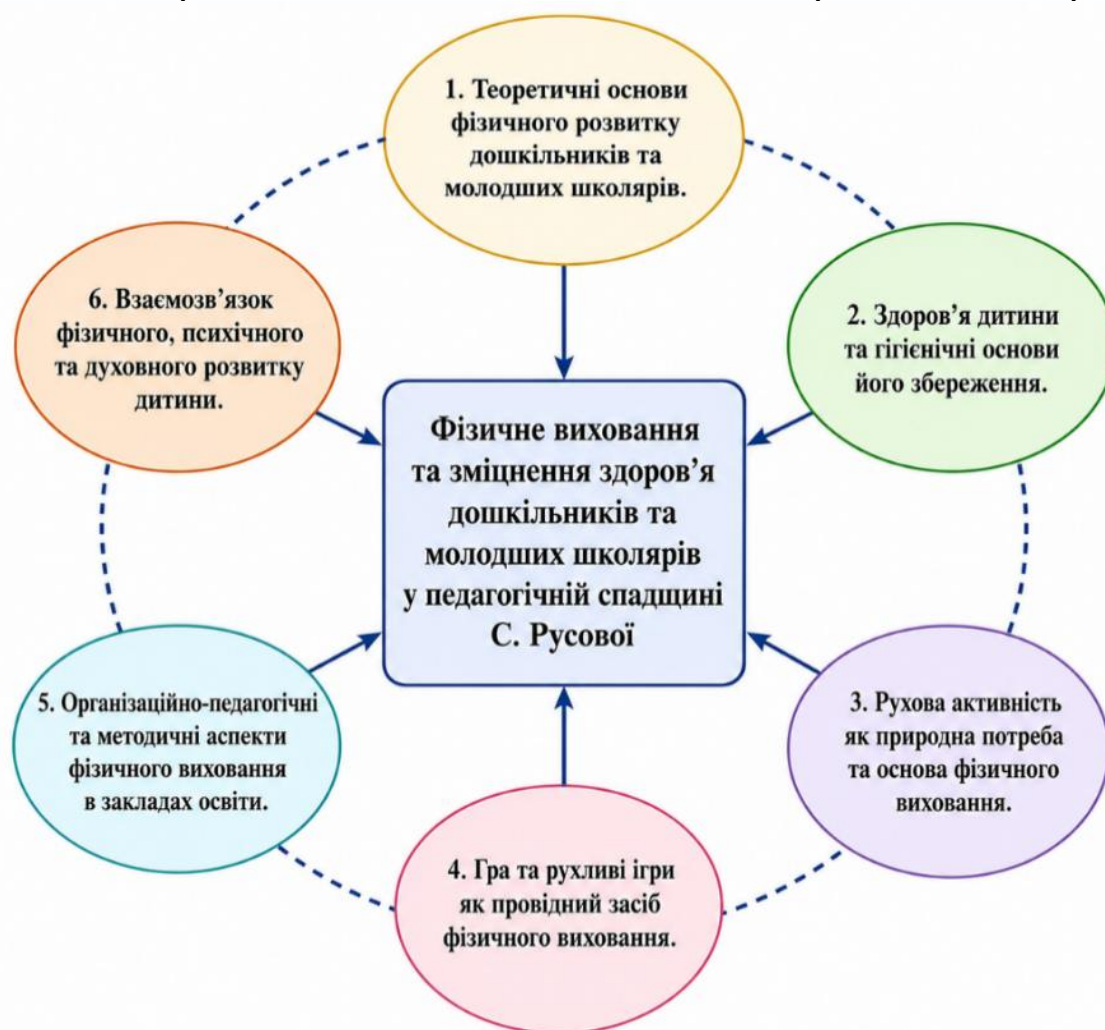 1. Теоретичні основи
фізичного розвитку
дошкільників та
молодших школярів.
2. Здоров’я дитини
та гігієнічні основи
його збереження.
3. Рухова активність
як природна потреба
та основа фізичного
виховання.
4. Гра та рухливі ігри
як провідний засіб
фізичного виховання.
5. Організаційно-педагогічні
та методичні аспекти
фізичного виховання
в закладах освіти.
6. Взаємозв’язок
фізичного, психічного
та духовного розвитку
дитини.
Фізичне виховання
та зміцнення здоров’я
дошкільників та
молодших школярів
у педагогічній спадщині
С. Русової